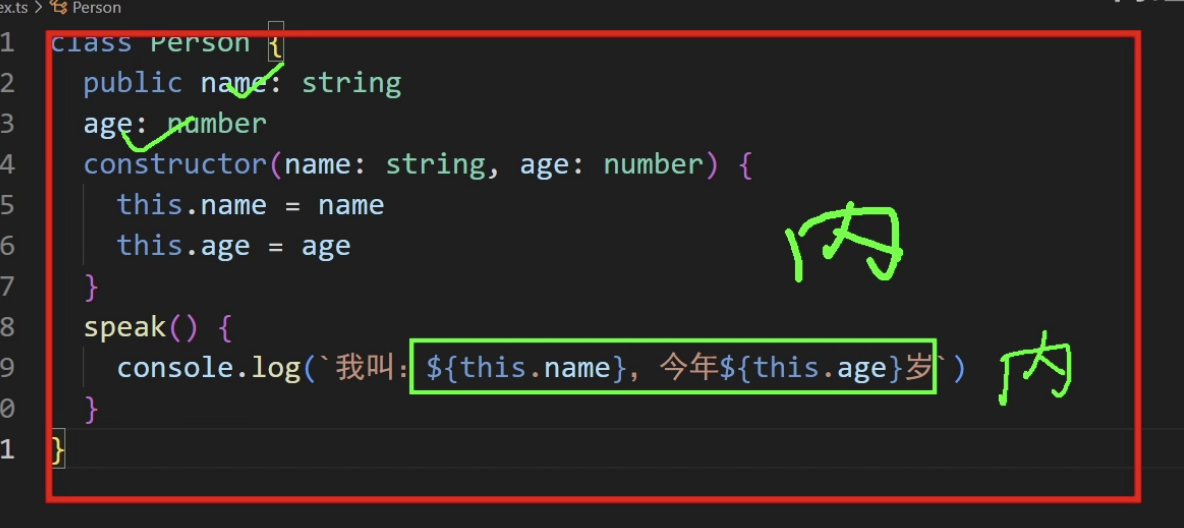 ex.ts > Person
1 class Person {
2 public name: string
3 age: number
4 constructor(name: string, age: number) {
5 this.name = name
6 this.age = age
7 }
内
8 speak() {
9 console.log(`我叫：${this.name}，今年${this.age}岁`)
内
0 }
1 }